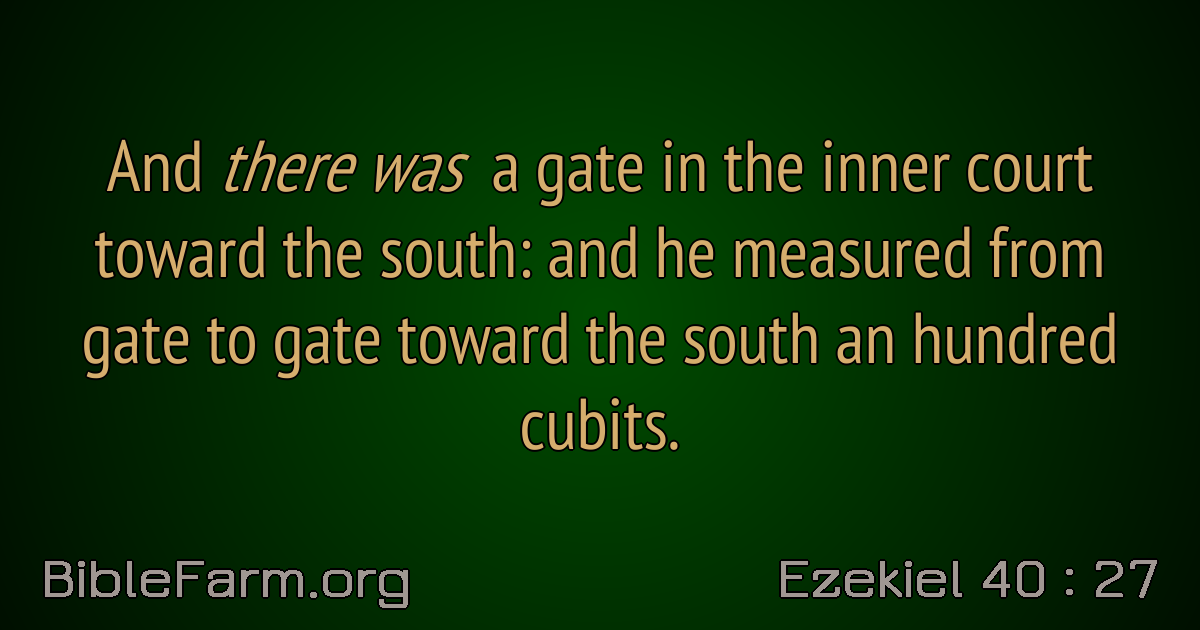 And there was a gate in the inner court
toward the south: and he measured from
gate to gate toward the south an hundred
cubits.
BibleFarm.org
Ezekiel 40 : 27